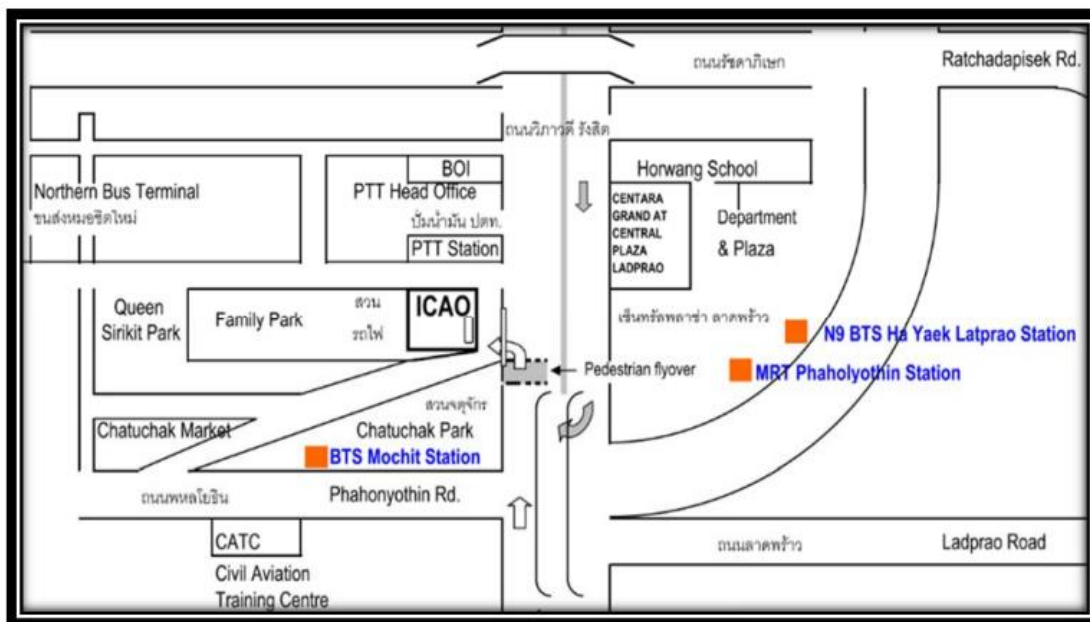 ถนนรัชดาภิเษก
Ratchadapisek Rd.
ถนนวิภาวดี รังสิต
Northern Bus Terminal
ขนส่งหมอชิตใหม่
BOI
PTT Head Office
ปั๊มน้ำมัน ปตท.
PTT Station
Horwang School
CENTARA
GRAND AT
CENTRAL
PLAZA
LADPRAO
Department
& Plaza
Queen
Sirikit Park
Family Park
สวน
รถไฟ
ICAO
เซ็นทรัลพลาซ่า ลาดพร้าว
N9 BTS Ha Yaek Latprao Station
Pedestrian flyover
MRT Phaholyothin Station
สวนจตุจักร
Chatuchak Market
Chatuchak Park
BTS Mochit Station
ถนนพหลโยธิน
Phahonyothin Rd.
CATC
Civil Aviation
Training Centre
ถนนลาดพร้าว
Ladprao Road